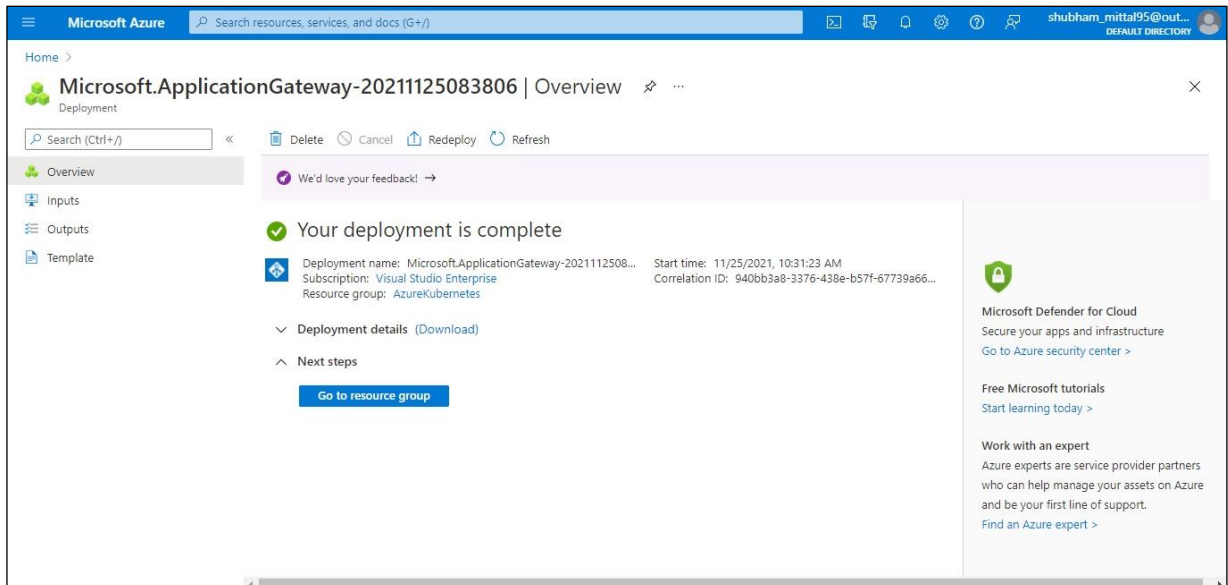 Microsoft Azure
Search resources, services, and docs (G+/)
shubham_mittal95@out...
DEFAULT DIRECTORY
Home >
Microsoft.ApplicationGateway-20211125083806 | Overview
Deployment
Search (Ctrl+/)
«
Delete Cancel Redeploy Refresh
Overview
Inputs
Outputs
Template
We'd love your feedback! →
Your deployment is complete
Deployment name: Microsoft.ApplicationGateway-2021112508...
Subscription: Visual Studio Enterprise
Resource group: AzureKubernetes
Start time: 11/25/2021, 10:31:23 AM
Correlation ID: 940bb3a8-3376-438e-b57f-67739a66...
Deployment details (Download)
Next steps
Go to resource group
Microsoft Defender for Cloud
Secure your apps and infrastructure
Go to Azure security center >
Free Microsoft tutorials
Start learning today >
Work with an expert
Azure experts are service provider partners
who can help manage your assets on Azure
and be your first line of support.
Find an Azure expert >